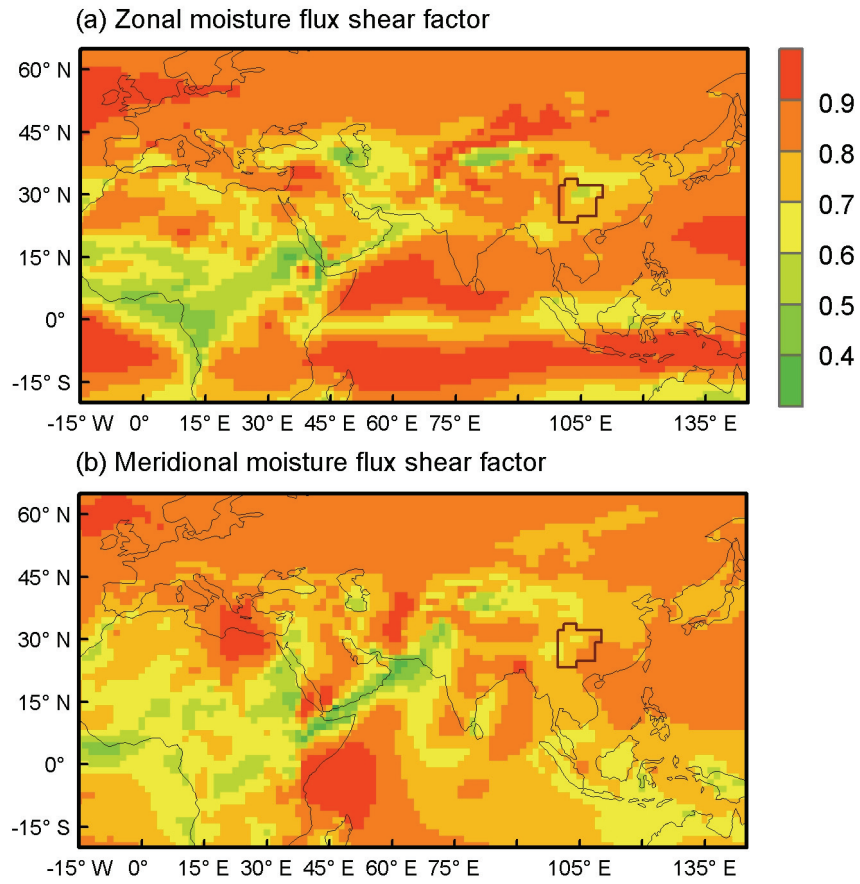 (a) Zonal moisture flux shear factor
60° N
45° N
30° N
15° N
0°
-15° S
-15° W 0° 15° E 30° E 45° E 60° E 75° E 105° E 135° E
0.9
0.8
0.7
0.6
0.5
0.4
(b) Meridional moisture flux shear factor
60° N
45° N
30° N
15° N
0°
-15° S
-15° W 0° 15° E 30° E 45° E 60° E 75° E 105° E 135° E